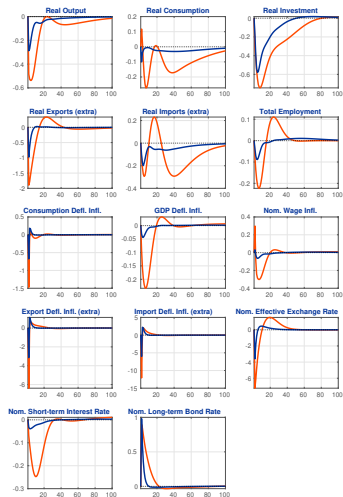 Real Output
Real Consumption
Real Investment
0
-0.2
-0.4
-0.6
20 40 60 80 100
0.2
0.1
0
-0.1
-0.2
20 40 60 80 100
0
-0.2
-0.4
-0.6
20 40 60 80 100
Real Exports (extra)
Real Imports (extra)
Total Employment
0
-0.5
-1
-1.5
-2
20 40 60 80 100
0.2
0
-0.2
-0.4
20 40 60 80 100
0.1
0
-0.1
-0.2
20 40 60 80 100
Consumption Defl. Infl.
GDP Defl. Infl.
Nom. Wage Infl.
0.5
0
-0.5
-1
-1.5
20 40 60 80 100
0
-0.05
-0.1
-0.15
-0.2
20 40 60 80 100
0.4
0.2
0
-0.2
-0.4
20 40 60 80 100
Export Defl. Infl. (extra)
Import Defl. Infl. (extra)
Nom. Effective Exchange Rate
0
-2
-4
-6
20 40 60 80 100
5
0
-5
-10
-15
20 40 60 80 100
0
-2
-4
-6
20 40 60 80 100
Nom. Short-term Interest Rate
Nom. Long-term Bond Rate
0
-0.1
-0.2
-0.3
20 40 60 80 100
1
0.5
0
20 40 60 80 100